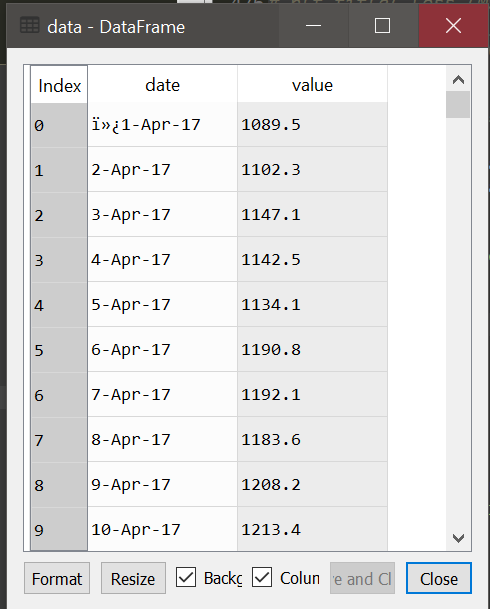 data - DataFrame
Index date value
0 ï»¿1-Apr-17 1089.5
1 2-Apr-17 1102.3
2 3-Apr-17 1147.1
3 4-Apr-17 1142.5
4 5-Apr-17 1134.1
5 6-Apr-17 1190.8
6 7-Apr-17 1192.1
7 8-Apr-17 1183.6
8 9-Apr-17 1208.2
9 10-Apr-17 1213.4
Format Resize Backg Colun re and Cl Close